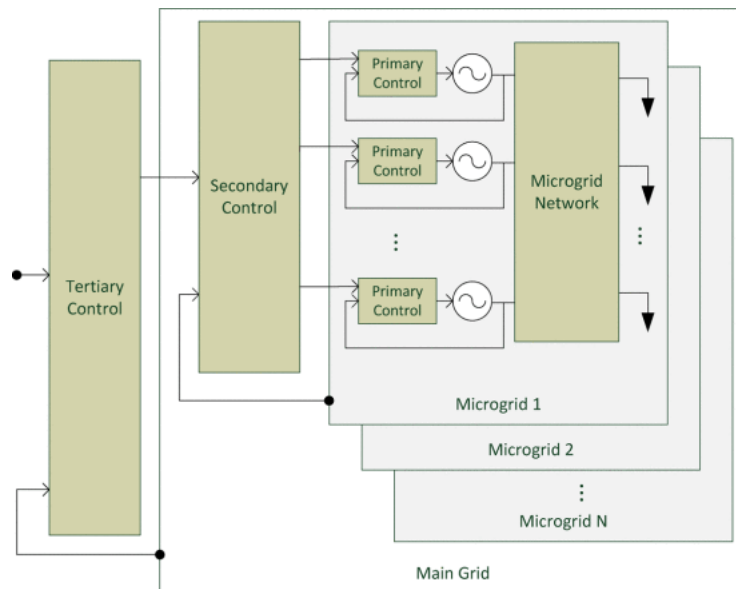 Primary
Control
Primary
Control
Secondary
Control
Microgrid
Network
⋮
⋮
Tertiary
Control
Primary
Control
Microgrid 1
Microgrid 2
⋮
Microgrid N
Main Grid